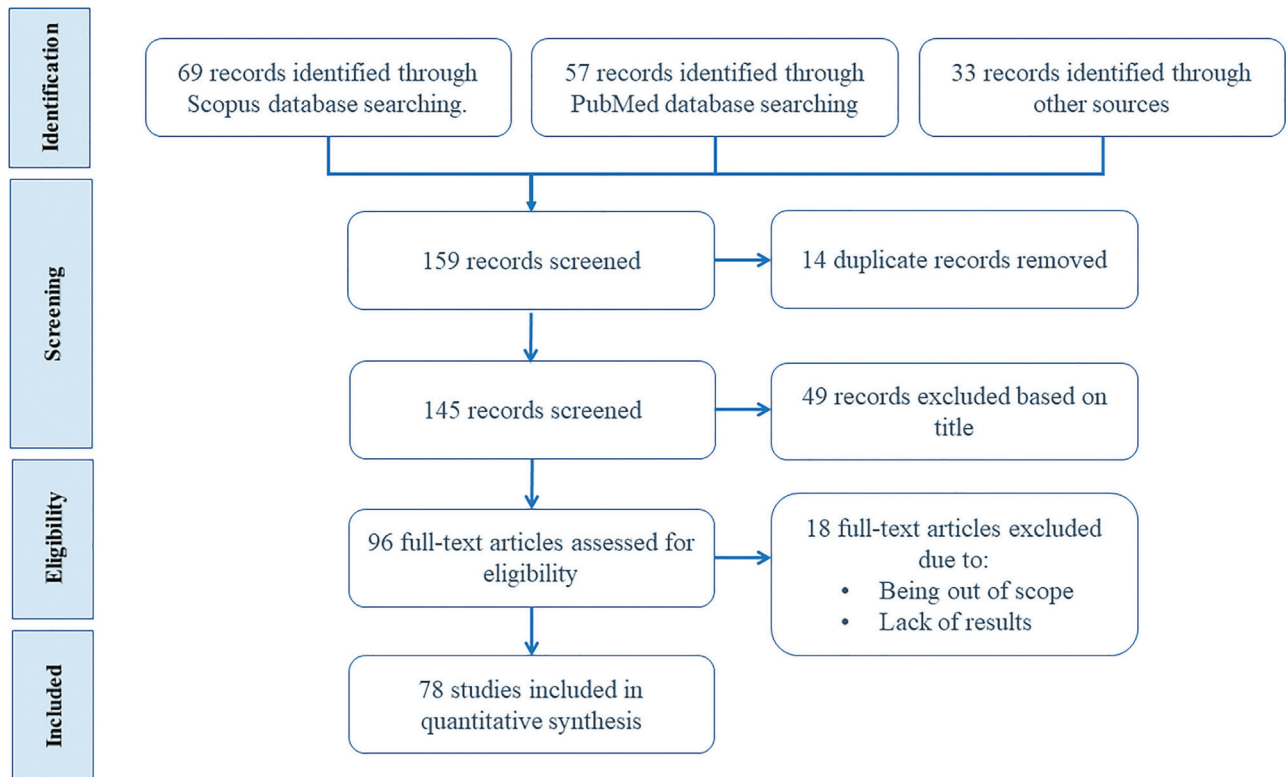 Identification
69 records identified through
Scopus database searching.
57 records identified through
PubMed database searching
33 records identified through
other sources
Screening
159 records screened
14 duplicate records removed
145 records screened
49 records excluded based on
title
Eligibility
96 full-text articles assessed for
eligibility
18 full-text articles excluded
due to:
• Being out of scope
• Lack of results
Included
78 studies included in
quantitative synthesis